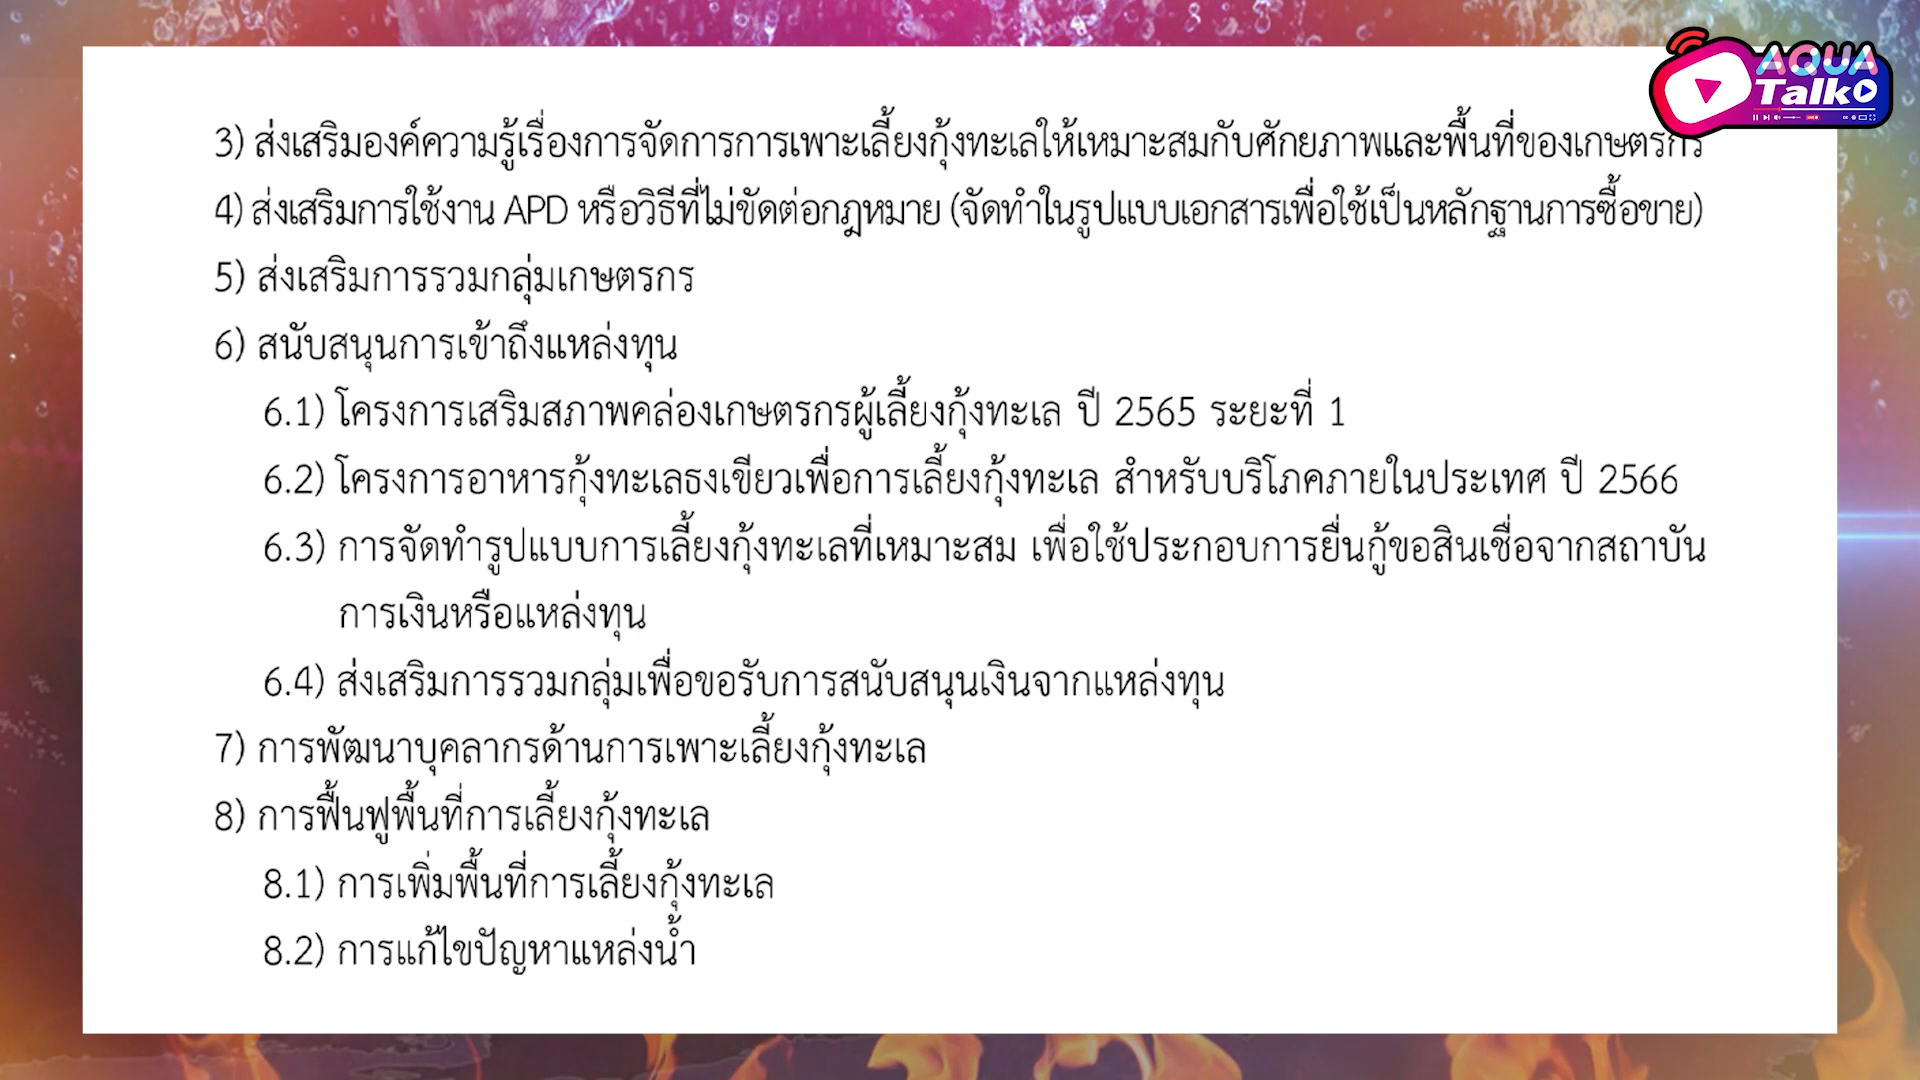 AQUA
Talk
3) ส่งเสริมองค์ความรู้เรื่องการจัดการการเพาะเลี้ยงกุ้งทะเลให้เหมาะสมกับศักยภาพและพื้นที่ของเกษตรกร
4) ส่งเสริมการใช้งาน APD หรือวิธีที่ไม่ขัดต่อกฎหมาย (จัดทำในรูปแบบเอกสารเพื่อใช้เป็นหลักฐานการซื้อขาย)
5) ส่งเสริมการรวมกลุ่มเกษตรกร
6) สนับสนุนการเข้าถึงแหล่งทุน
6.1) โครงการเสริมสภาพคล่องเกษตรกรผู้เลี้ยงกุ้งทะเล ปี 2565 ระยะที่ 1
6.2) โครงการอาหารกุ้งทะเลธงเขียวเพื่อการเลี้ยงกุ้งทะเล สำหรับบริโภคภายในประเทศ ปี 2566
6.3) การจัดทำรูปแบบการเลี้ยงกุ้งทะเลที่เหมาะสม เพื่อใช้ประกอบการยื่นกู้ขอสินเชื่อจากสถาบัน
การเงินหรือแหล่งทุน
6.4) ส่งเสริมการรวมกลุ่มเพื่อขอรับการสนับสนุนเงินจากแหล่งทุน
7) การพัฒนาบุคลากรด้านการเพาะเลี้ยงกุ้งทะเล
8) การฟื้นฟูพื้นที่การเลี้ยงกุ้งทะเล
8.1) การเพิ่มพื้นที่การเลี้ยงกุ้งทะเล
8.2) การแก้ไขปัญหาแหล่งน้ำ